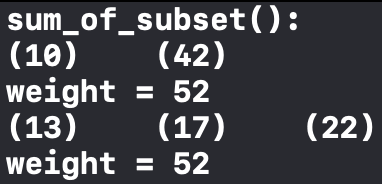 sum_of_subset():
(10)    (42)
weight = 52
(13)    (17)    (22)
weight = 52